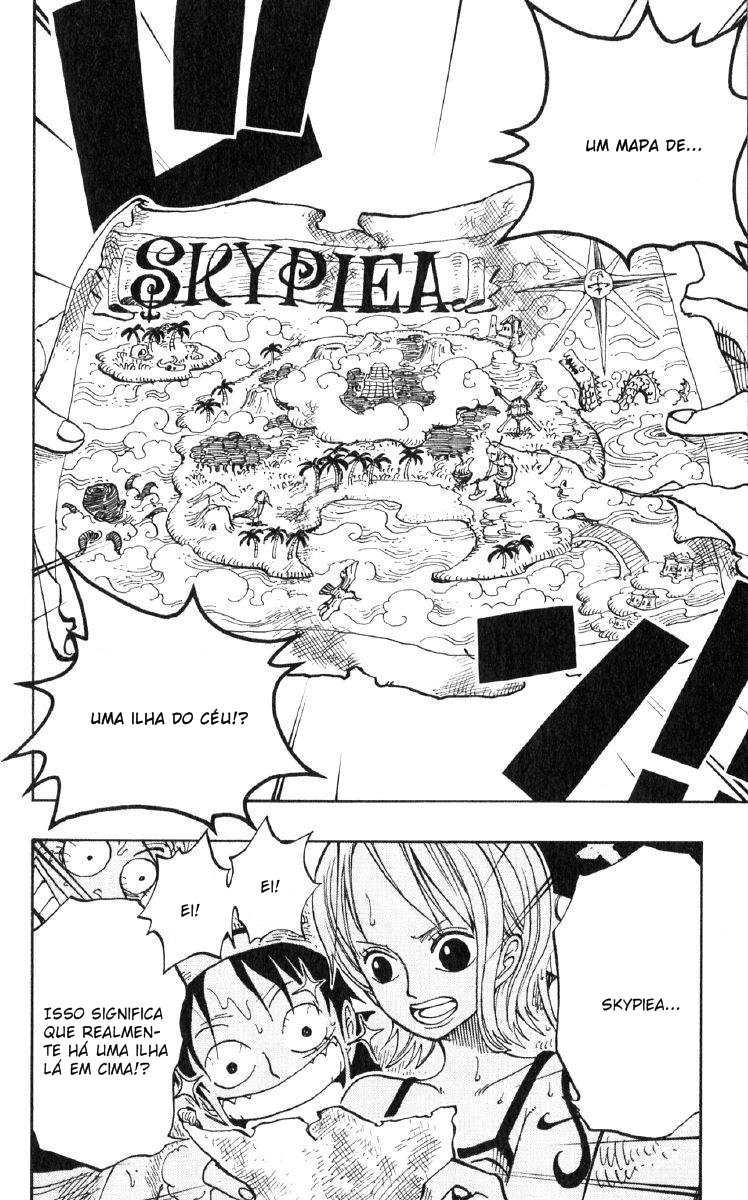 UM MAPA DE...
SKYPIEA
UMA ILHA DO CÉU!?
EI!
EI!
ISSO SIGNIFICA
QUE REALMEN-
TE HÁ UMA ILHA
LÁ EM CIMA!?
SKYPIEA...